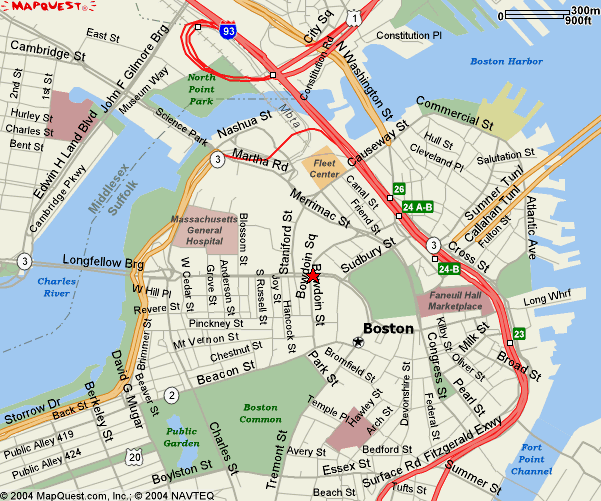 MAPQUEST
300m
900ft
93
1
City Sq
Constitution Pl
Constitution Rd
N Washington St
Boston Harbor
Cambridge St
East St
John F Gilmore Brg
Museum Way
North
Point
Park
2nd St
1st St
Hurley St
Charles St
Bent St
Science Park
Nashua St
Mbta
Commercial St
Hull St
Cleveland Pl
Salutation St
Causeway St
Edwin H Land Blvd
Cambridge Pkwy
Middlesex
Suffolk
3
Martha Rd
Fleet
Center
Canal St
Friend St
26
24 A-B
Summer Tunl
Callahan Tunl
Fulton St
Atlantic Ave
Merrimac St
Massachusetts
General
Hospital
Blossom St
Staniford St
Bowdoin Sq
Sudbury St
3
Cross St
24-B
3
Longfellow Brg
Charles
River
W Hill Pl
W Cedar St
Grove St
Anderson St
S Russell St
Joy St
Hancock St
Bowdoin St
Faneuil Hall
Marketplace
Long Whrf
Revere St
Pinckney St
Mt Vernon St
Chestnut St
Beacon St
Boston
Kilby St
Milk St
Oliver St
23
Broad St
Park St
Bromfield St
Congress St
Pearl St
David G Mugar
Brimmer St
Beaver St
2
Storrow Dr
Back St
Berkeley St
Public Alley 419
Public Alley 424
20
Public
Garden
Charles St
Boston
Common
Tremont St
Temple Pl
Hawley St
Arch St
Devonshire St
Federal St
Avery St
Bedford St
Essex St
Surface Rd
Fitzgerald Exwy
Fort
Point
Channel
Boylston St
Beach St
Tufts St
Summer St
© 2004 MapQuest.com, Inc.; © 2004 NAVTEQ